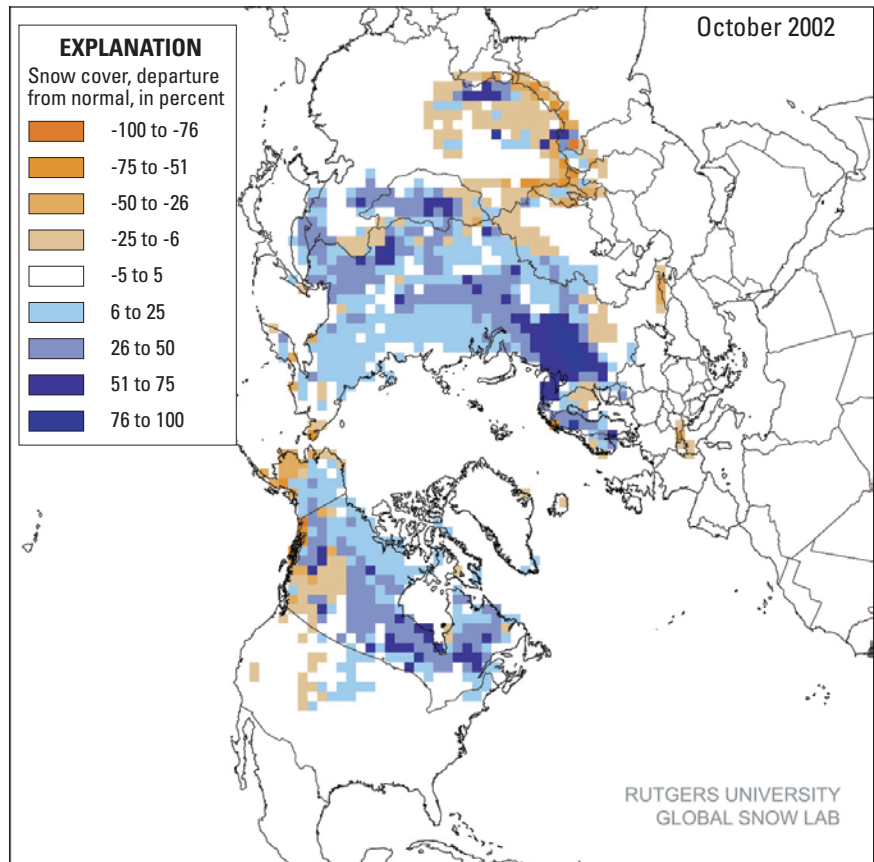 October 2002
EXPLANATION
Snow cover, departure
from normal, in percent
-100 to -76
-75 to -51
-50 to -26
-25 to -6
-5 to 5
6 to 25
26 to 50
51 to 75
76 to 100
RUTGERS UNIVERSITY
GLOBAL SNOW LAB